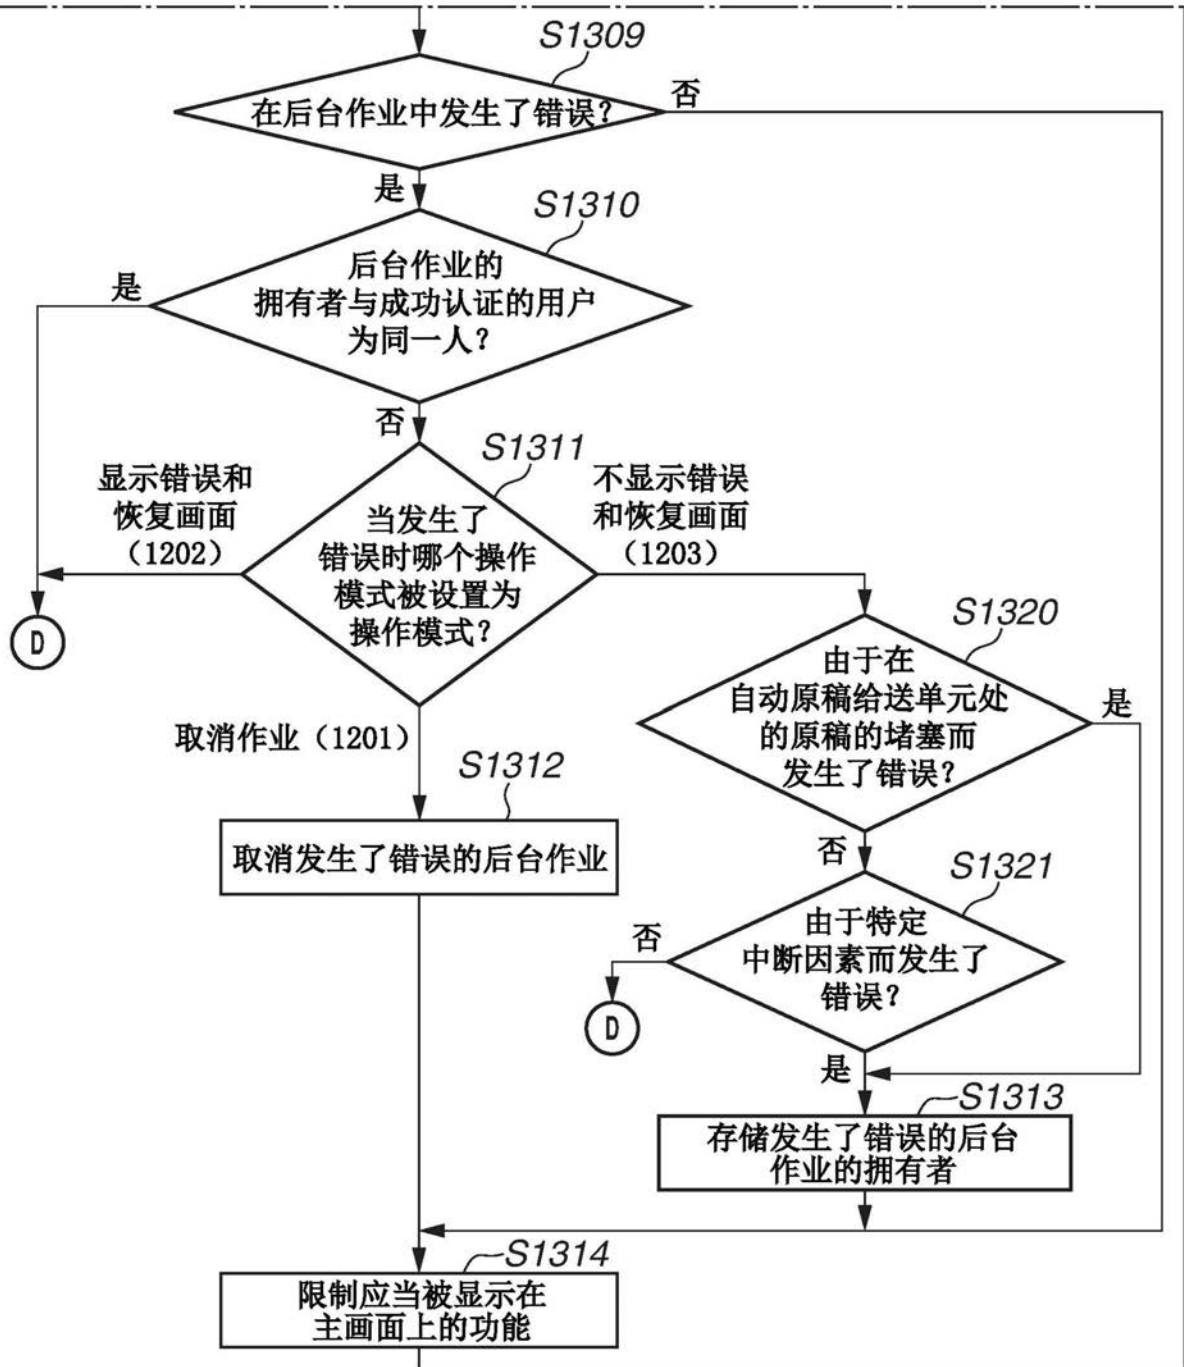 S1309
在后台作业中发生了错误？
否
是
S1310
后台作业的
拥有者与成功认证的用户
为同一人？
是
否
S1311
显示错误和
恢复画面
（1202）
不显示错误
和恢复画面
（1203）
当发生了
错误时哪个操作
模式被设置为
操作模式？
D
S1320
由于在
自动原稿给送单元处
的原稿的堵塞而
发生了错误？
是
取消作业（1201）
S1312
取消发生了错误的后台作业
否
S1321
由于特定
中断因素而发生了
错误？
否
D
是
S1313
存储发生了错误的后台
作业的拥有者
S1314
限制应当被显示在
主画面上的功能